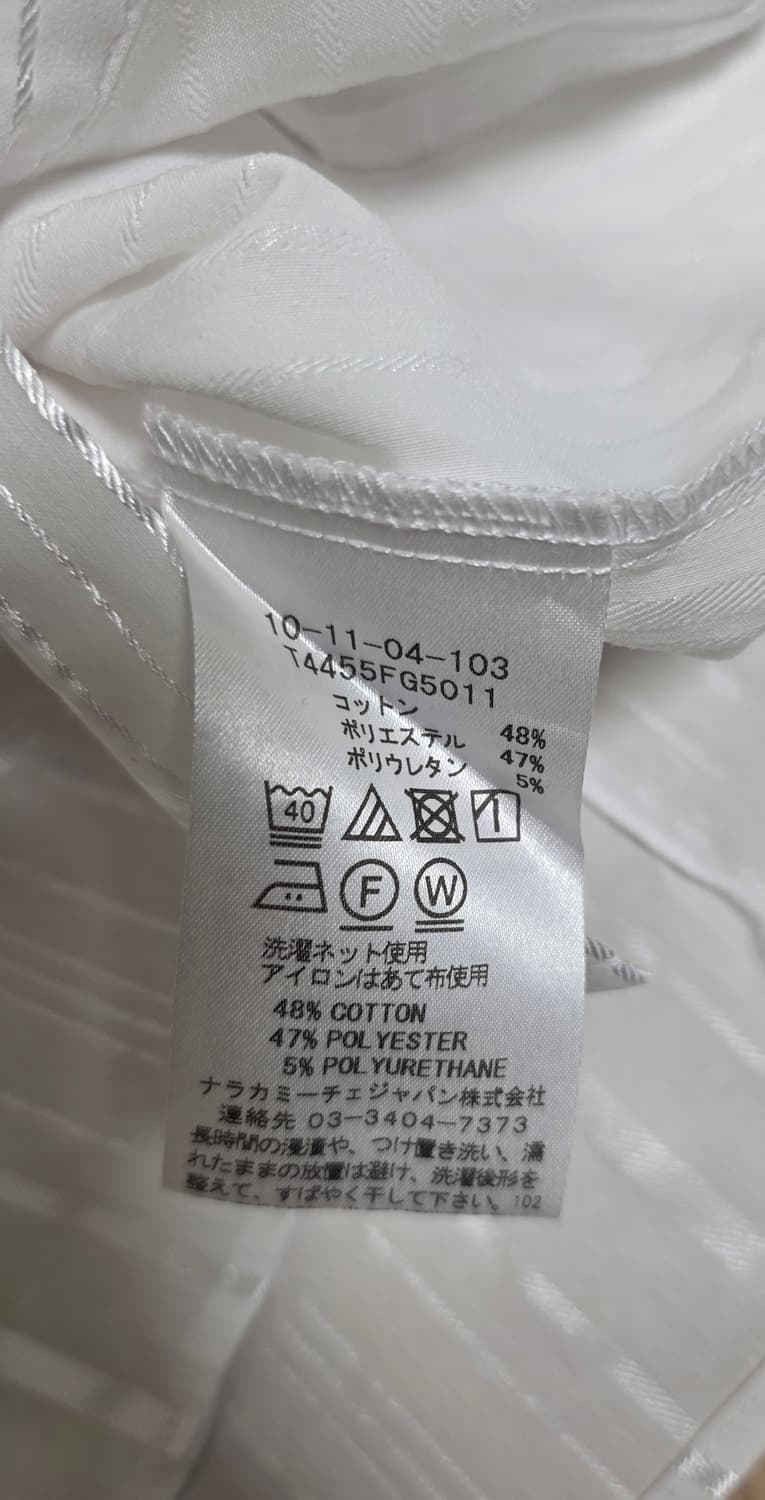 10-11-04-103
T4455FG5011
コットン 48%
ポリエステル 47%
ポリウレタン 5%
40
F W
洗濯ネット使用
アイロンはあて布使用
48% COTTON
47% POLYESTER
5% POLYURETHANE
ナラカミーチェジャパン株式会社
連絡先 03-3404-7373
長時間の浸漬や、つけ置き洗い、濡
れたままの放置は避け、洗濯後形を
整えて、すばやく干して下さい。 102